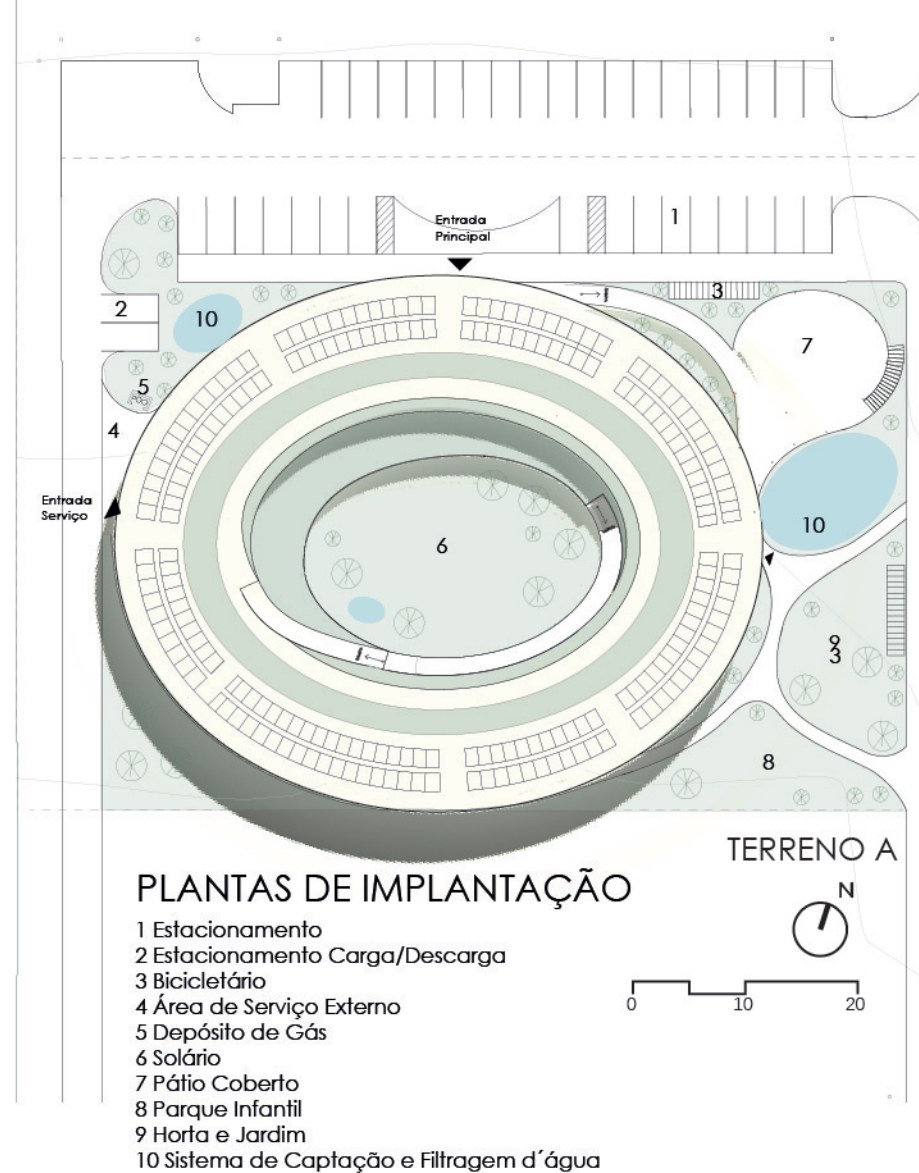 1
Entrada
Principal
3
2
10
7
5
4
Entrada
Serviço
6
10
9
3
8
TERRENO A
N
PLANTAS DE IMPLANTAÇÃO
1 Estacionamento
2 Estacionamento Carga/Descarga
3 Bicicletário
4 Área de Serviço Externo
5 Depósito de Gás
6 Solário
7 Pátio Coberto
8 Parque Infantil
9 Horta e Jardim
10 Sistema de Captação e Filtragem d´água
0 10 20